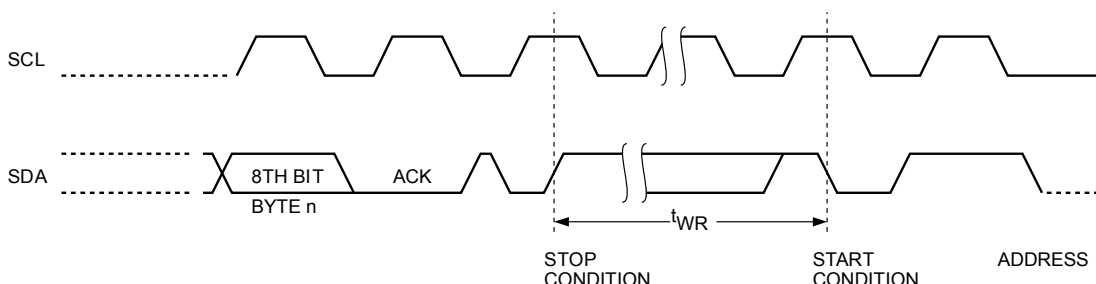 SCL
SDA
8TH BIT
ACK
BYTE n
tWR
STOP
CONDITION
START
CONDITION
ADDRESS